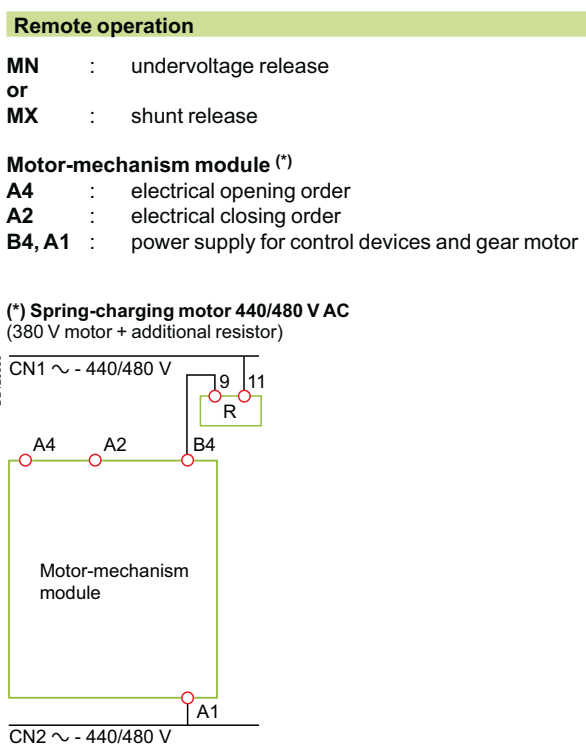 Remote operation
MN : undervoltage release
or
MX : shunt release
Motor-mechanism module (*)
A4 : electrical opening order
A2 : electrical closing order
B4, A1 : power supply for control devices and gear motor
(*) Spring-charging motor 440/480 V AC
(380 V motor + additional resistor)
CN1 ∼ - 440/480 V
9 11
R
A4 A2 B4
Motor-mechanism
module
A1
CN2 ∼ - 440/480 V